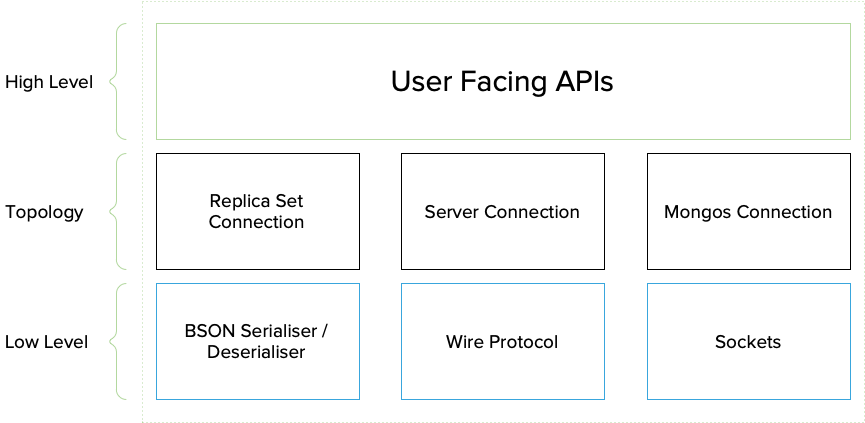 High Level
User Facing APIs
Topology
Replica Set
Connection
Server Connection
Mongos Connection
Low Level
BSON Serialiser /
Deserialiser
Wire Protocol
Sockets